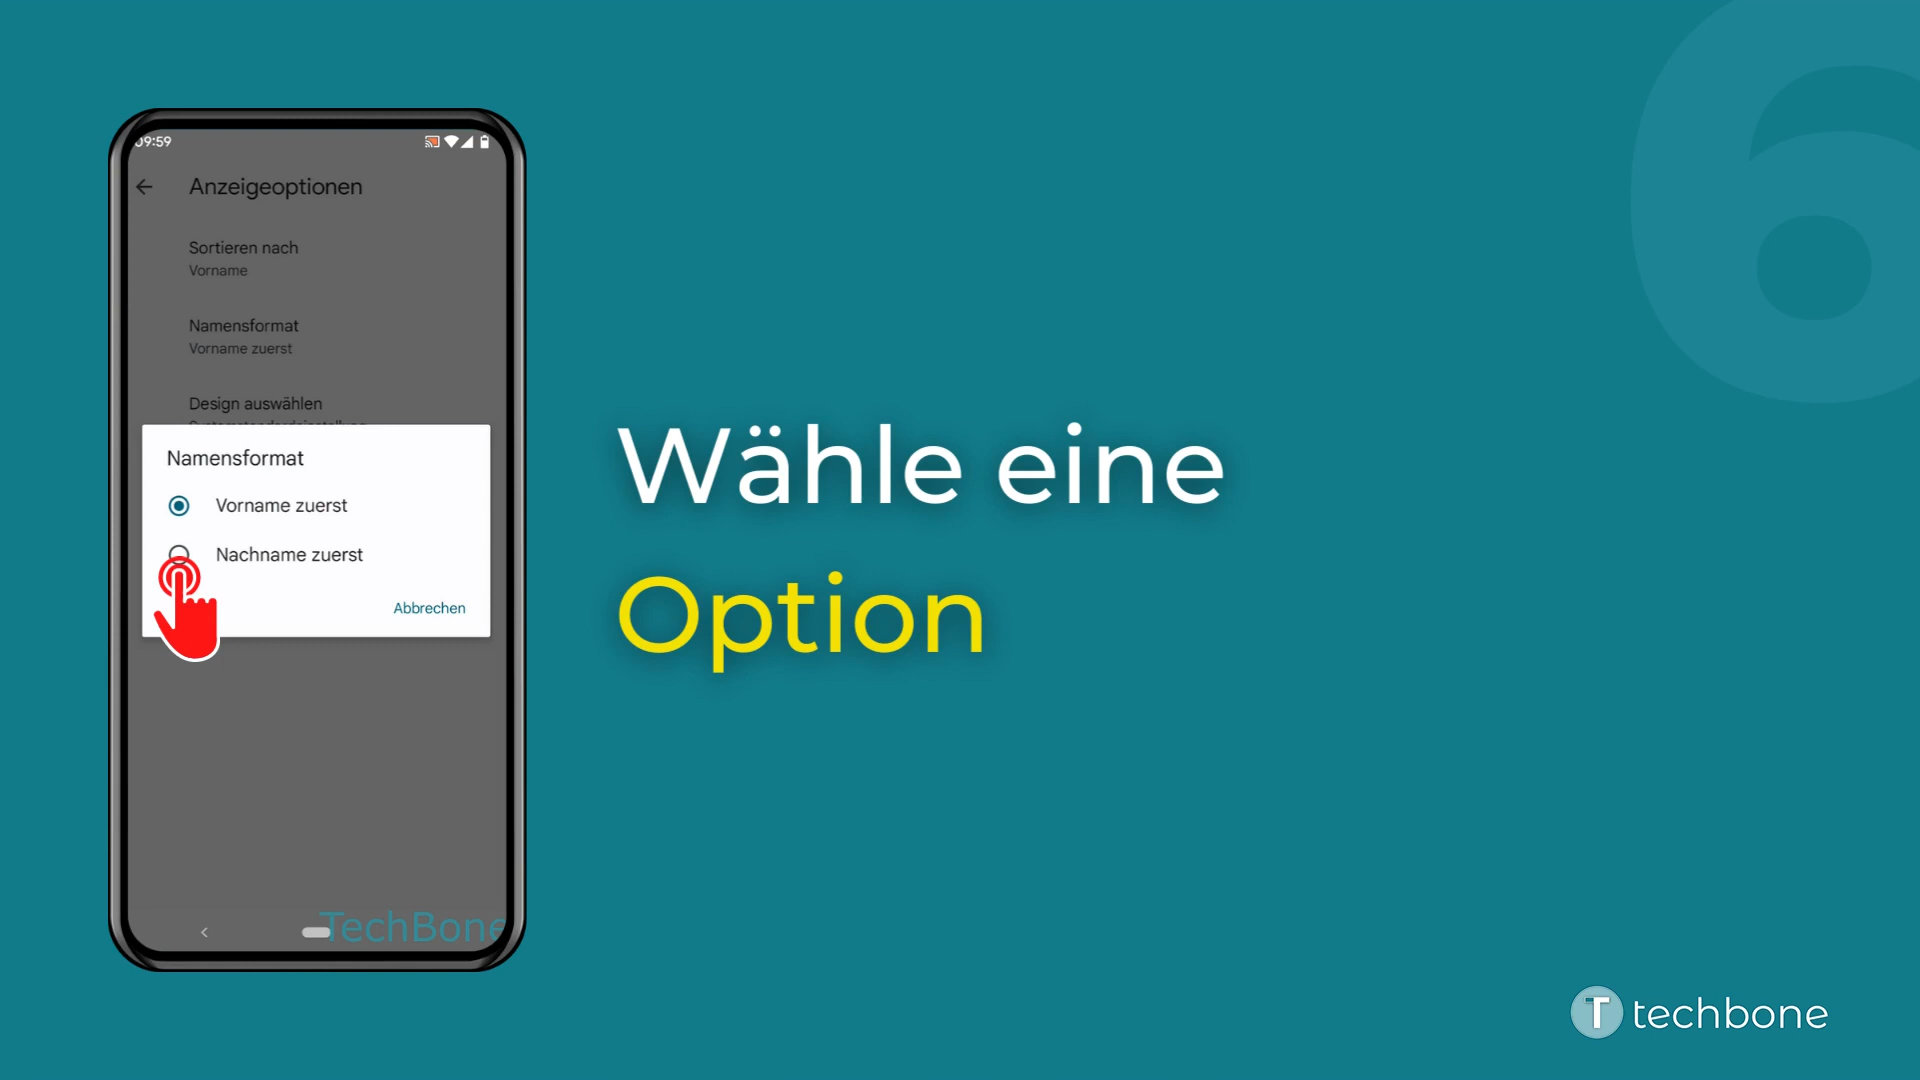 6
09:59
Anzeigeoptionen
Sortieren nach
Vorname
Namensformat
Vorname zuerst
Design auswählen
Namensformat
Vorname zuerst
Nachname zuerst
Abbrechen
TechBone
Wähle eine
Option
T techbone